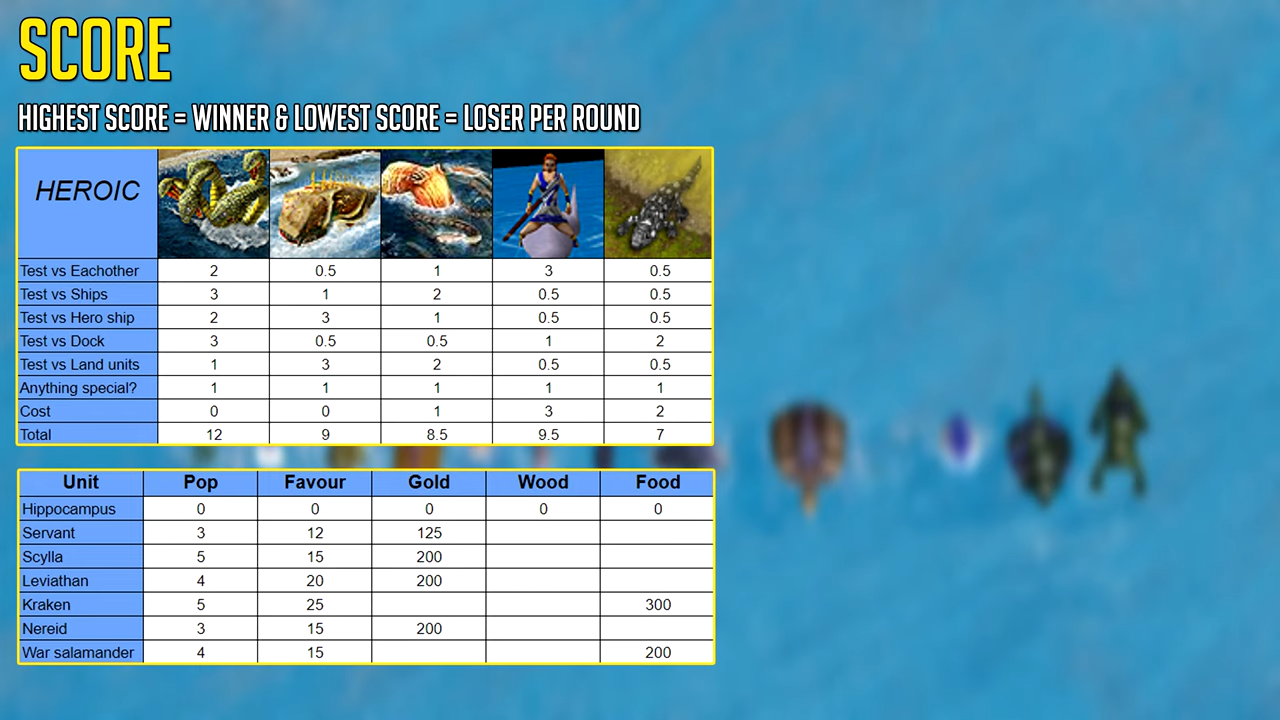 SCORE
HIGHEST SCORE = WINNER & LOWEST SCORE = LOSER PER ROUND
HEROIC
Test vs Eachother 2 0.5 1 3 0.5
Test vs Ships 3 1 2 0.5 0.5
Test vs Hero ship 2 3 1 0.5 0.5
Test vs Dock 3 0.5 0.5 1 2
Test vs Land units 1 3 2 0.5 0.5
Anything special? 1 1 1 1 1
Cost 0 0 1 3 2
Total 12 9 8.5 9.5 7
Unit Pop Favour Gold Wood Food
Hippocampus 0 0 0 0 0
Servant 3 12 125
Scylla 5 15 200
Leviathan 4 20 200
Kraken 5 25 300
Nereid 3 15 200
War salamander 4 15 200